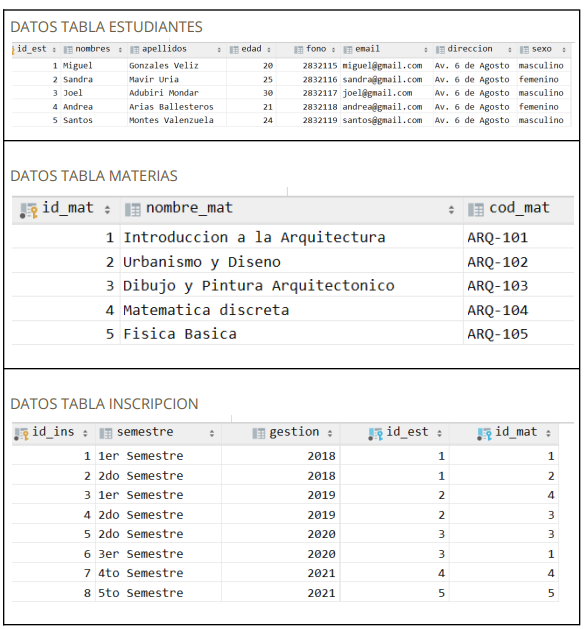 DATOS TABLA ESTUDIANTES
id_est nombres apellidos edad fono email direccion sexo
1 Miguel Gonzales Veliz 20 2832115 miguel@gmail.com Av. 6 de Agosto masculino
2 Sandra Mavir Uria 25 2832116 sandra@gmail.com Av. 6 de Agosto femenino
3 Joel Adubiri Mondar 30 2832117 joel@gmail.com Av. 6 de Agosto masculino
4 Andrea Arias Ballesteros 21 2832118 andrea@gmail.com Av. 6 de Agosto femenino
5 Santos Montes Valenzuela 24 2832119 santos@gmail.com Av. 6 de Agosto masculino
DATOS TABLA MATERIAS
id_mat nombre_mat cod_mat
1 Introduccion a la Arquitectura ARQ-101
2 Urbanismo y Diseno ARQ-102
3 Dibujo y Pintura Arquitectonico ARQ-103
4 Matematica discreta ARQ-104
5 Fisica Basica ARQ-105
DATOS TABLA INSCRIPCION
id_ins semestre gestion id_est id_mat
1 1er Semestre 2018 1 1
2 2do Semestre 2018 1 2
3 1er Semestre 2019 2 4
4 2do Semestre 2019 2 3
5 2do Semestre 2020 3 3
6 3er Semestre 2020 3 1
7 4to Semestre 2021 4 4
8 5to Semestre 2021 5 5